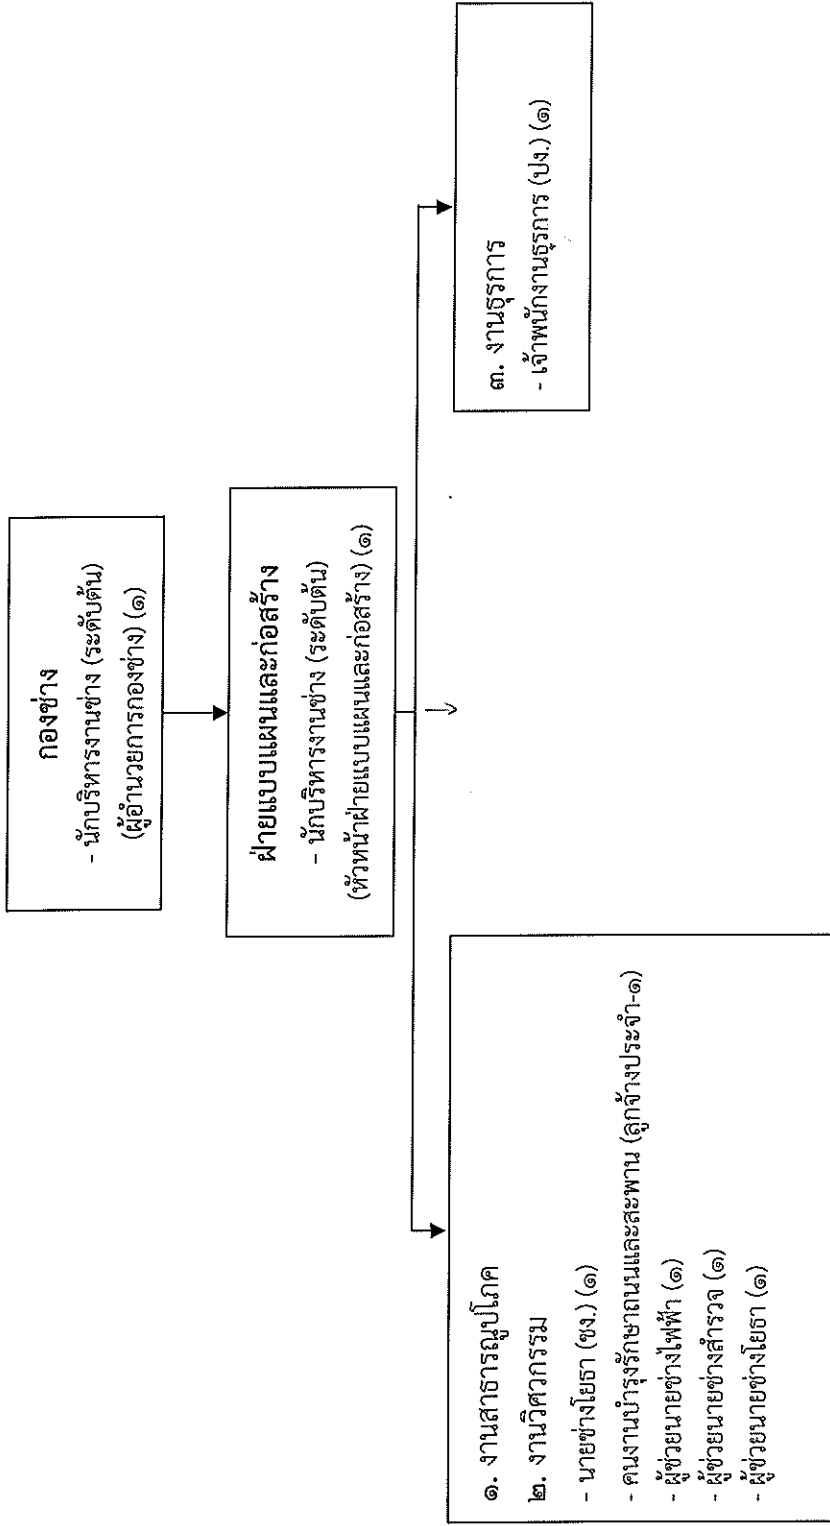 กองช่าง
- นักบริหารงานช่าง (ระดับต้น)
(ผู้อำนวยการกองช่าง) (๑)
ฝ่ายแบบแผนและก่อสร้าง
- นักบริหารงานช่าง (ระดับต้น)
(หัวหน้าฝ่ายแบบแผนและก่อสร้าง) (๑)
๑. งานสาธารณูปโภค
๒. งานวิศวกรรม
- นายช่างโยธา (ชง.) (๑)
- คนงานบำรุงรักษาถนนและสะพาน (ลูกจ้างประจำ-๑)
- ผู้ช่วยนายช่างไฟฟ้า (๑)
- ผู้ช่วยนายช่างสำรวจ (๑)
- ผู้ช่วยนายช่างโยธา (๑)
๓. งานธุรการ
- เจ้าพนักงานธุรการ (ปง.) (๑)